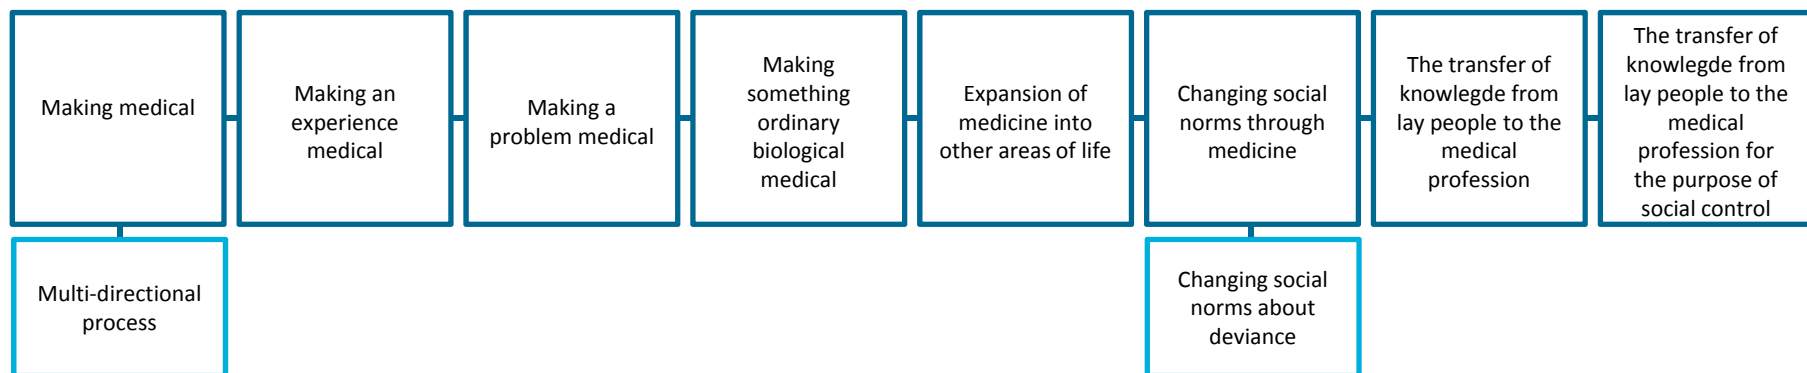 Making medical
Making an
experience
medical
Making a
problem medical
Making
something
ordinary
biological
medical
Expansion of
medicine into
other areas of life
Changing social
norms through
medicine
The transfer of
knowlegde from
lay people to the
medical
profession
The transfer of
knowlegde from
lay people to the
medical
profession for
the purpose of
social control
Multi-directional
process
Changing social
norms about
deviance